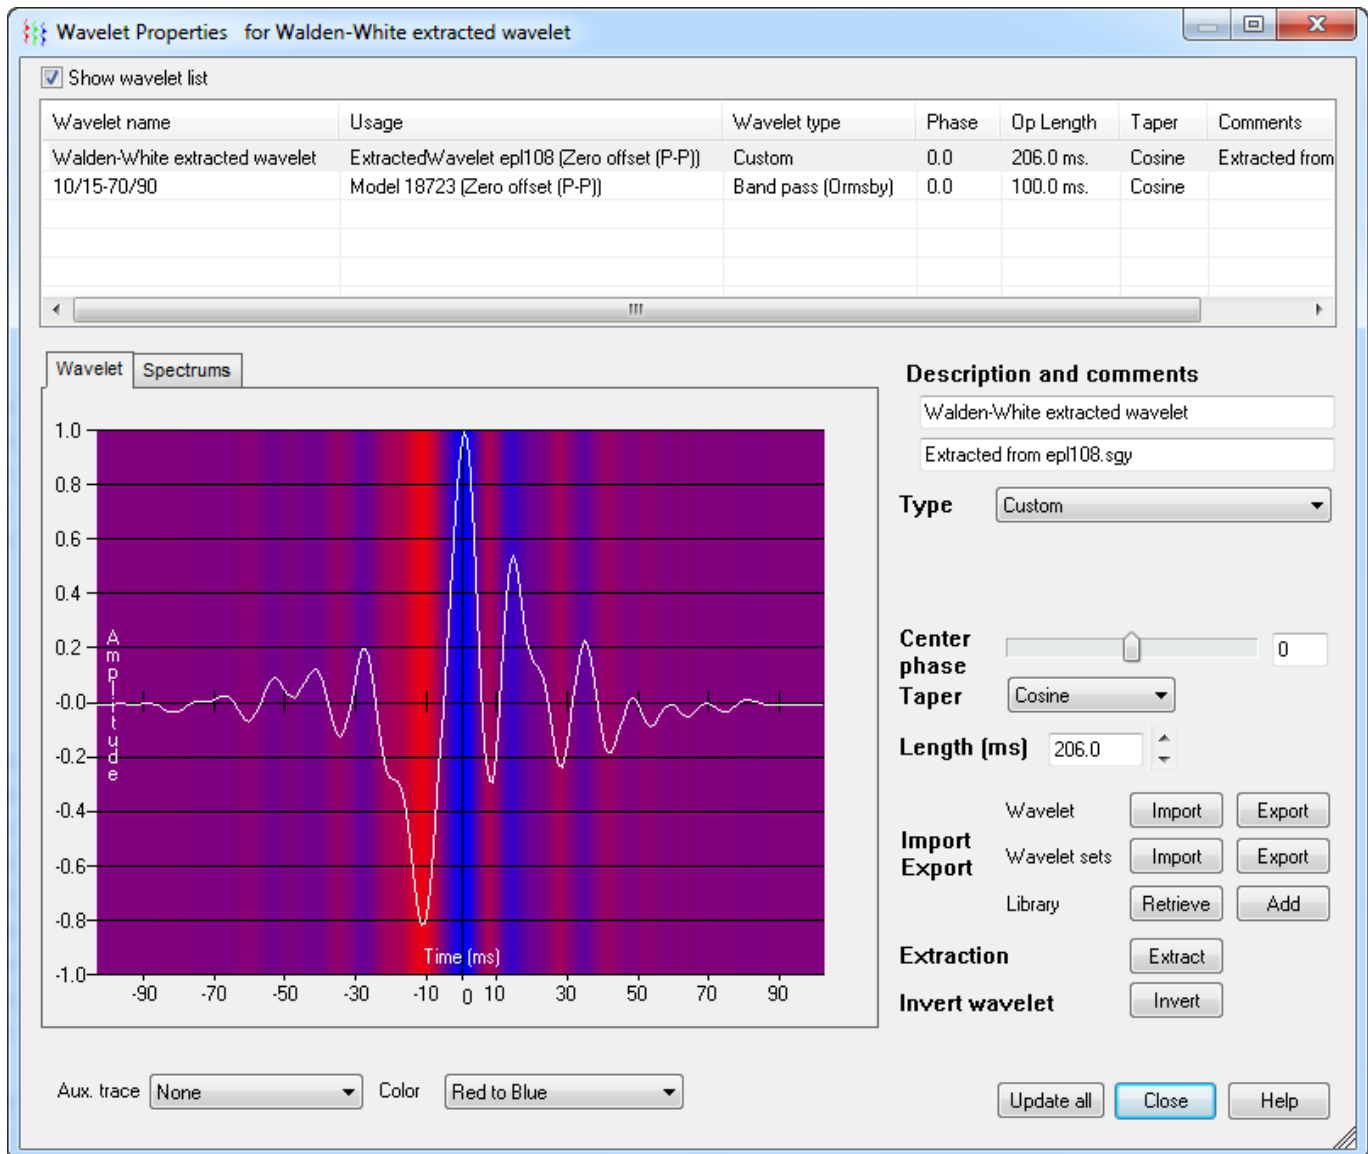 Wavelet Properties   for Walden-White extracted wavelet
Show wavelet list
Wavelet name Usage Wavelet type Phase Op Length Taper Comments
Walden-White extracted wavelet ExtractedWavelet epl108 (Zero offset (P-P)) Custom 0.0 206.0 ms. Cosine Extracted from
10/15-70/90 Model 18723 (Zero offset (P-P)) Band pass (Ormsby) 0.0 100.0 ms. Cosine
Wavelet Spectrums
1.0
0.8
0.6
0.4
0.2
-0.0
-0.2
-0.4
-0.6
-0.8
-1.0
Amplitude
Time (ms)
-90 -70 -50 -30 -10 0 10 30 50 70 90
Description and comments
Walden-White extracted wavelet
Extracted from epl108.sgy
Type Custom
Center phase 0
Taper Cosine
Length (ms) 206.0
Import Export
Wavelet Import Export
Wavelet sets Import Export
Library Retrieve Add
Extraction Extract
Invert wavelet Invert
Aux. trace None Color Red to Blue
Update all Close Help